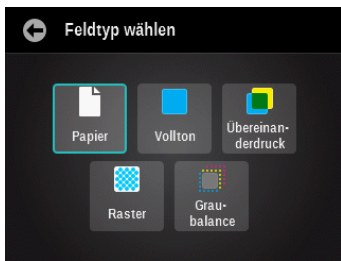 Feldtyp wählen
Papier
Vollton
Übereinan-
derdruck
Raster
Grau-
balance